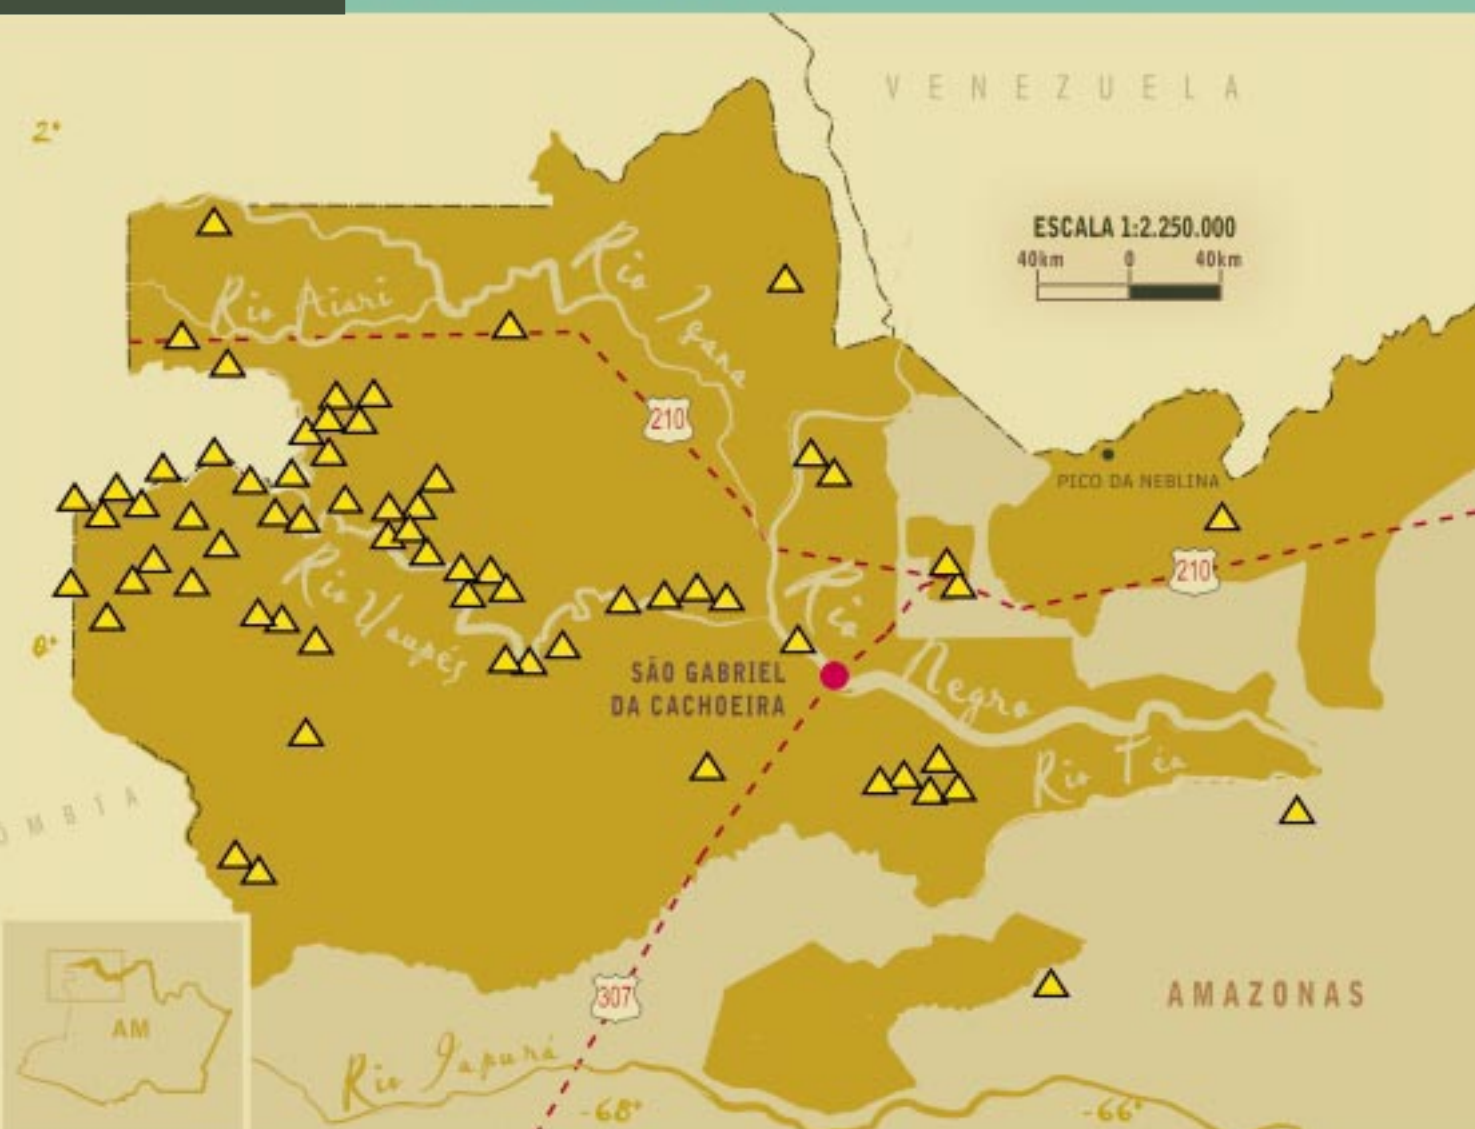 VENEZUELA
2°
ESCALA 1:2.250.000
40km 0 40km
Rio Içana
Rio Aiari
210
PICO DA NEBLINA
210
Rio Uaupés
0°
Rio Negro
SÃO GABRIEL
DA CACHOEIRA
Rio Téa
ÔMBIA
307
AMAZONAS
AM
Rio Japurá
-68°
-66°